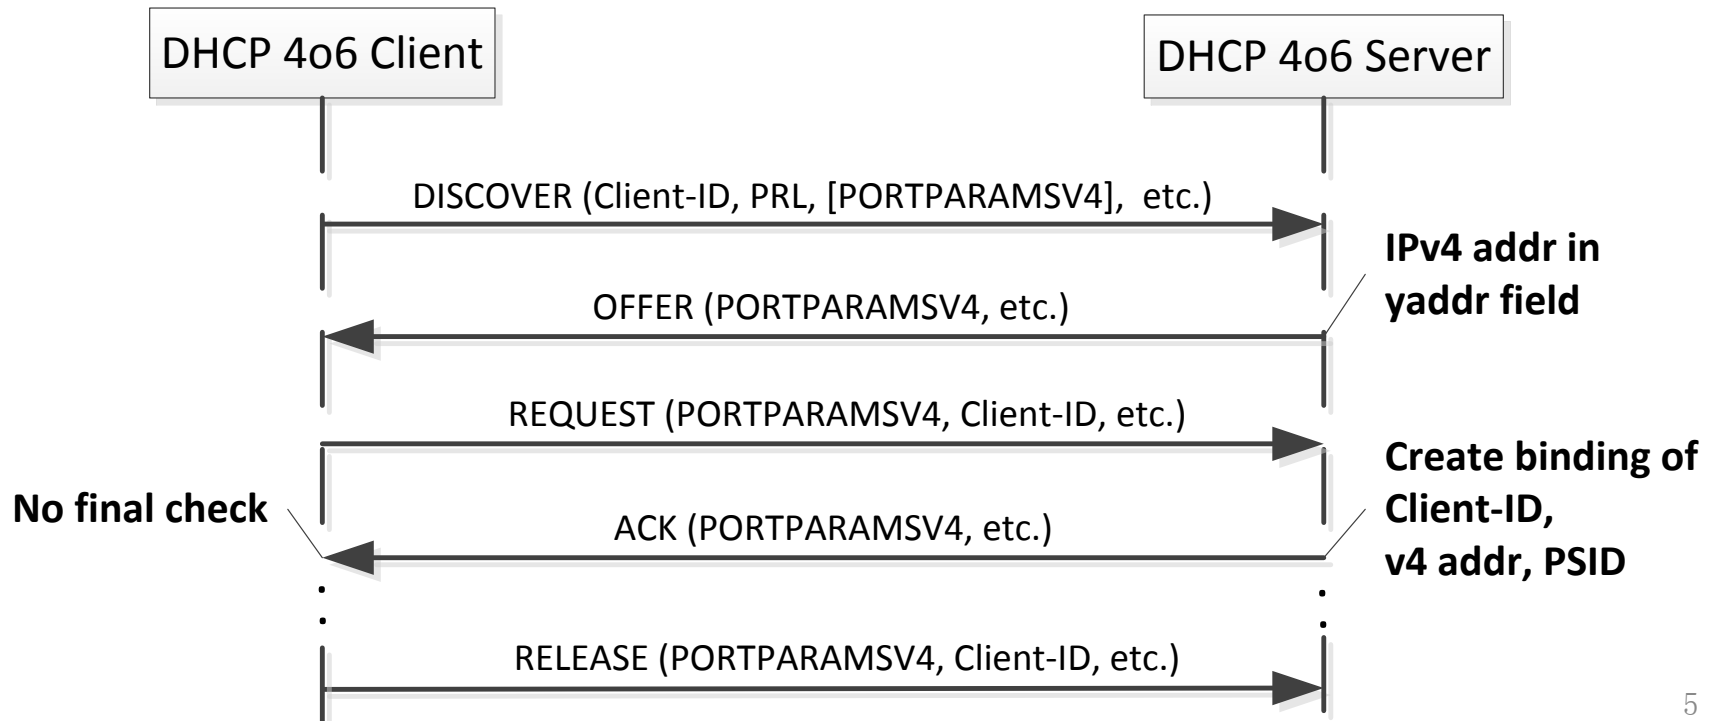 DHCP 4o6 Client
DHCP 4o6 Server
DISCOVER (Client-ID, PRL, [PORTPARAMSV4], etc.)
IPv4 addr in
yaddr field
OFFER (PORTPARAMSV4, etc.)
REQUEST (PORTPARAMSV4, Client-ID, etc.)
Create binding of
Client-ID,
v4 addr, PSID
No final check
ACK (PORTPARAMSV4, etc.)
RELEASE (PORTPARAMSV4, Client-ID, etc.)
5